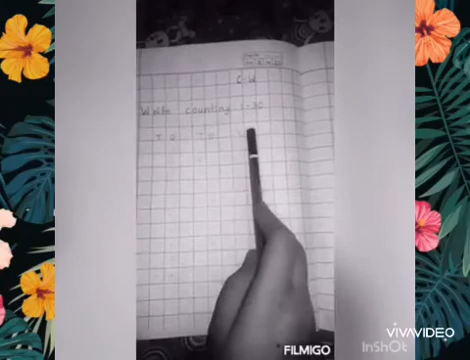 C-W
Write counting 1-30
T O T O
FILMIGO
VIVAVIDEO
InShOt